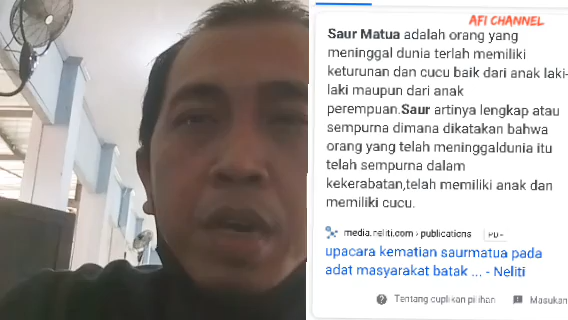 AFI CHANNEL
Saur Matua adalah orang yang
meninggal dunia terlah memiliki
keturunan dan cucu baik dari anak laki-
laki maupun dari anak
perempuan.Saur artinya lengkap atau
sempurna dimana dikatakan bahwa
orang yang telah meninggaldunia itu
telah sempurna dalam
kekerabatan,telah memiliki anak dan
memiliki cucu.
media.neliti.com › publications PDF
upacara kematian saurmatua pada
adat masyarakat batak ... - Neliti
Tentang cuplikan pilihan Masukan